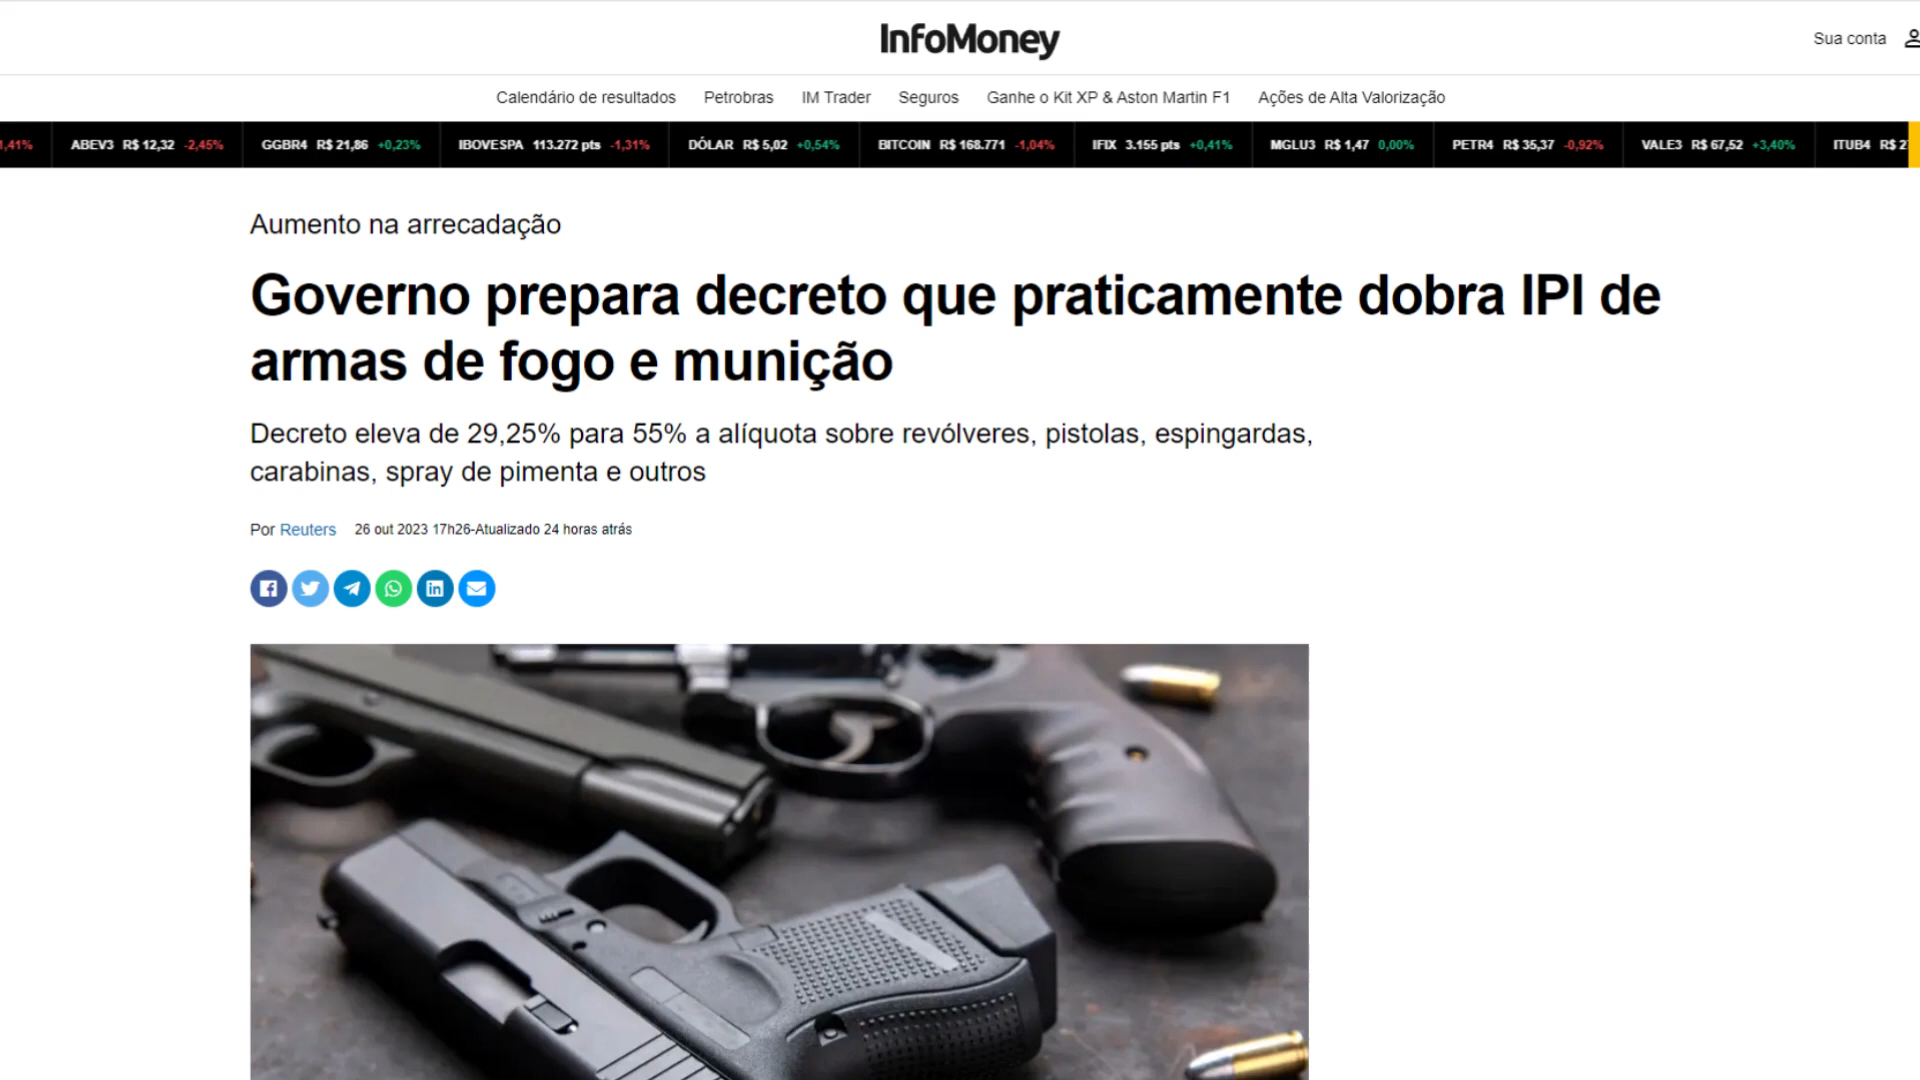 InfoMoney
Sua conta
Calendário de resultados Petrobras IM Trader Seguros Ganhe o Kit XP & Aston Martin F1 Ações de Alta Valorização
1,41% ABEV3 R$ 12,32 -2,45% GGBR4 R$ 21,86 +0,23% IBOVESPA 113.272 pts -1,31% DÓLAR R$ 5,02 +0,54% BITCOIN R$ 168.771 -1,04% IFIX 3.155 pts +0,41% MGLU3 R$ 1,47 0,00% PETR4 R$ 35,37 -0,92% VALE3 R$ 67,52 +3,40% ITUB4 R$
Aumento na arrecadação
Governo prepara decreto que praticamente dobra IPI de
armas de fogo e munição
Decreto eleva de 29,25% para 55% a alíquota sobre revólveres, pistolas, espingardas,
carabinas, spray de pimenta e outros
Por Reuters 26 out 2023 17h26-Atualizado 24 horas atrás